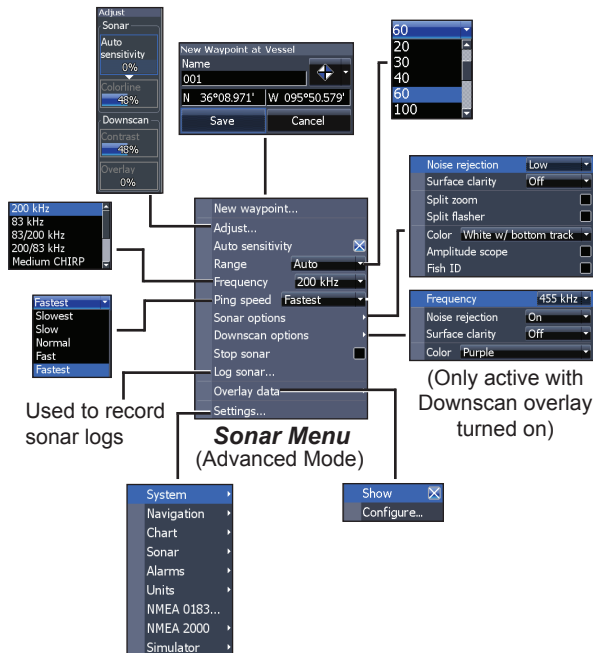 Adjust
Sonar
Auto
sensitivity
0%
Colorline
48%
Downscan
Contrast
48%
Overlay
0%
New Waypoint at Vessel
Name
001
N 36°08.971' W 095°50.579'
Save Cancel
60
20
30
40
60
100
200 kHz
83 kHz
83/200 kHz
200/83 kHz
Medium CHIRP
Fastest
Slowest
Slow
Normal
Fast
Fastest
Used to record
sonar logs
New waypoint...
Adjust...
Auto sensitivity
Range Auto
Frequency 200 kHz
Ping speed Fastest
Sonar options
Downscan options
Stop sonar
Log sonar...
Overlay data
Settings...
Sonar Menu
(Advanced Mode)
Noise rejection Low
Surface clarity Off
Split zoom
Split flasher
Color White w/ bottom track
Amplitude scope
Fish ID
Frequency 455 kHz
Noise rejection On
Surface clarity Off
Color Purple
(Only active with
Downscan overlay
turned on)
System
Navigation
Chart
Sonar
Alarms
Units
NMEA 0183...
NMEA 2000
Simulator
Show
Configure...